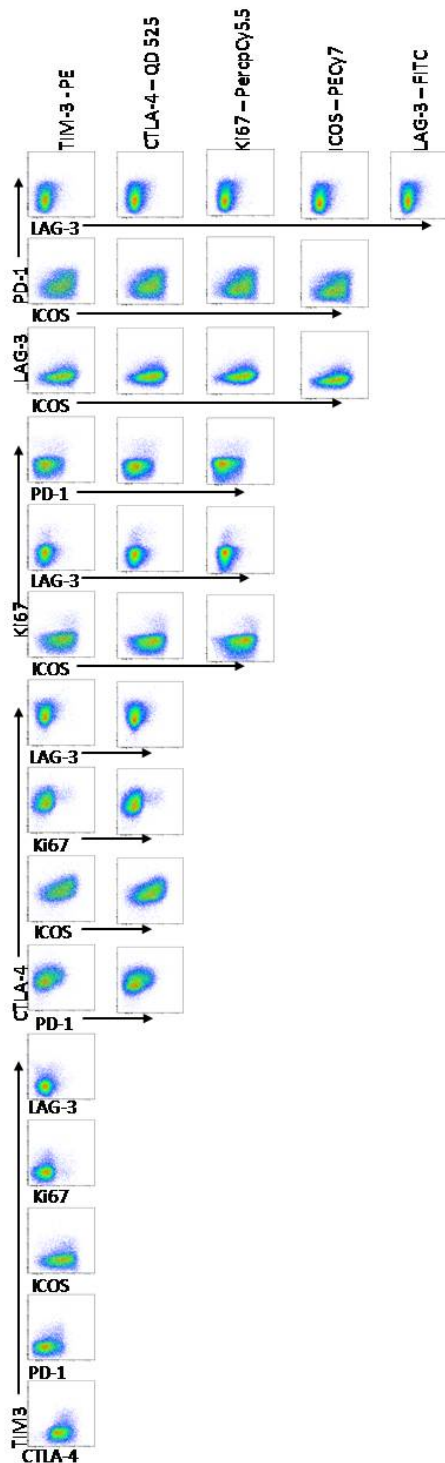 TIM-3 - PE
CTLA-4 – QD 525
Ki67 – PercpCy5.5
ICOS – PECy7
LAG-3 – FITC
LAG-3
PD-1
ICOS
LAG-3
ICOS
PD-1
LAG-3
Ki67
ICOS
LAG-3
Ki67
ICOS
CTLA-4
PD-1
LAG-3
Ki67
ICOS
PD-1
TIM3
CTLA-4